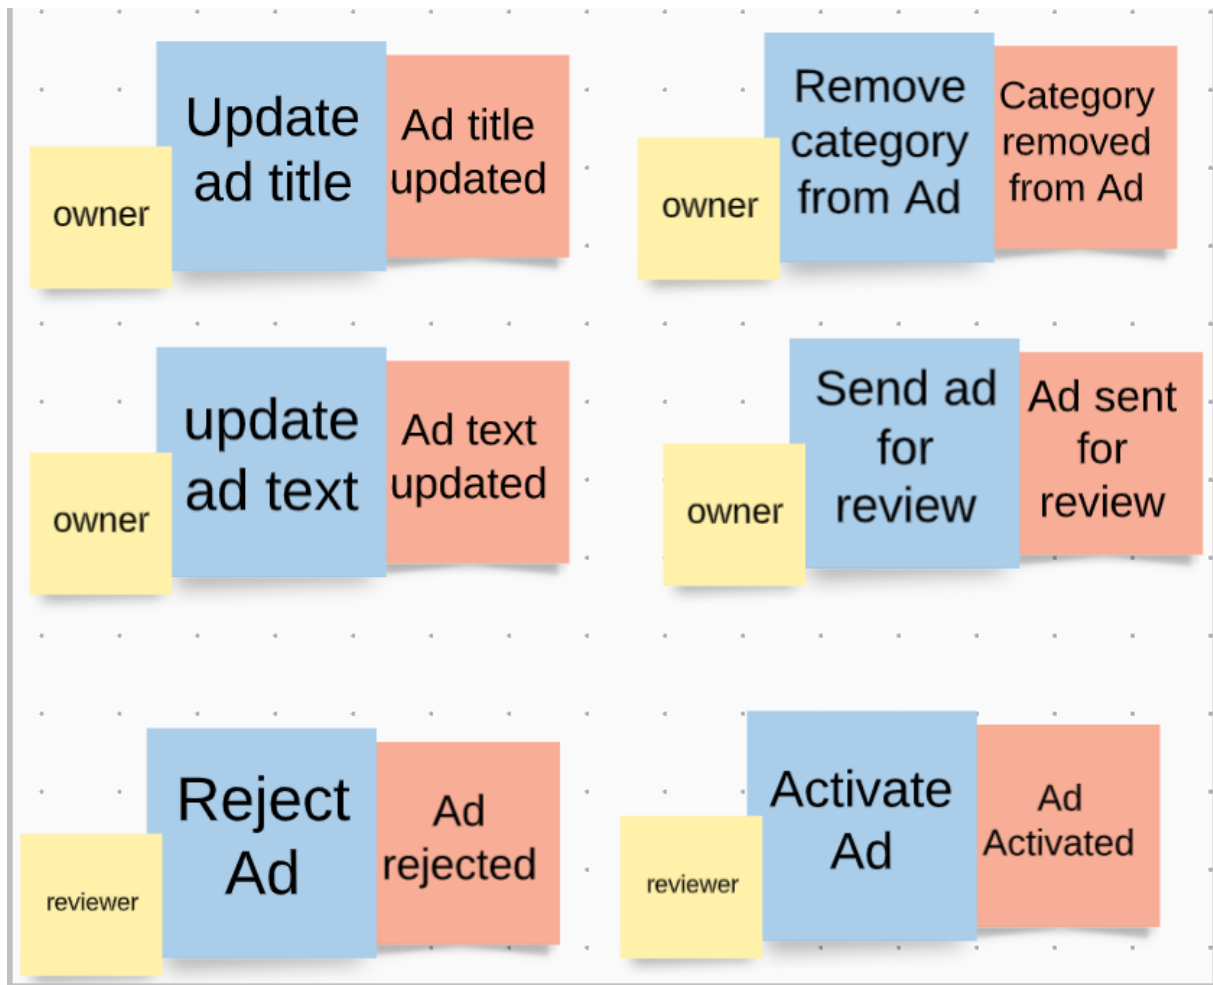 Update
ad title
Ad title
updated
owner
Remove
category
from Ad
Category
removed
from Ad
owner
update
ad text
Ad text
updated
owner
Send ad
for
review
Ad sent
for
review
owner
Reject
Ad
Ad
rejected
reviewer
Activate
Ad
Ad
Activated
reviewer